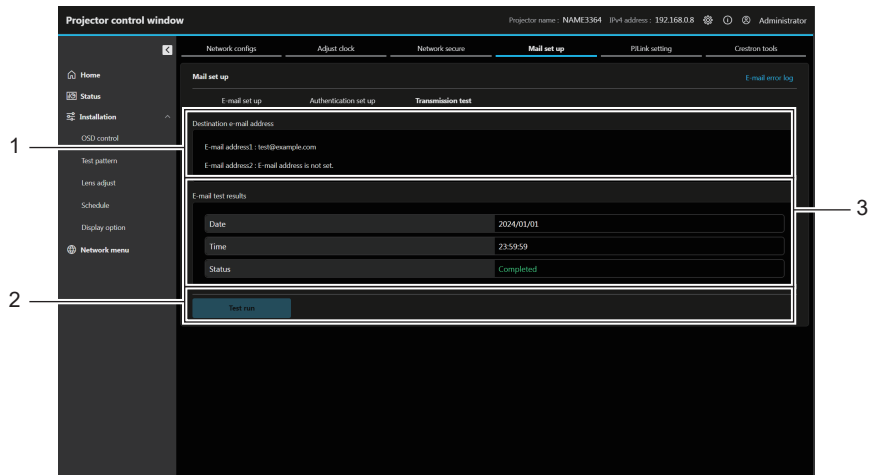 Projector control window
Projector name : NAME3364 IPv4 address : 192.168.0.8 Administrator
Network configs Adjust clock Network secure Mail set up PJLink setting Crestron tools
Home
Status
Installation
OSD control
Test pattern
Lens adjust
Schedule
Display option
Network menu
Mail set up
E-mail error log
E-mail set up Authentication set up Transmission test
1
Destination e-mail address
E-mail address1 : test@example.com
E-mail address2 : E-mail address is not set.
3
E-mail test results
Date 2024/01/01
Time 23:59:59
Status Completed
2
Test run